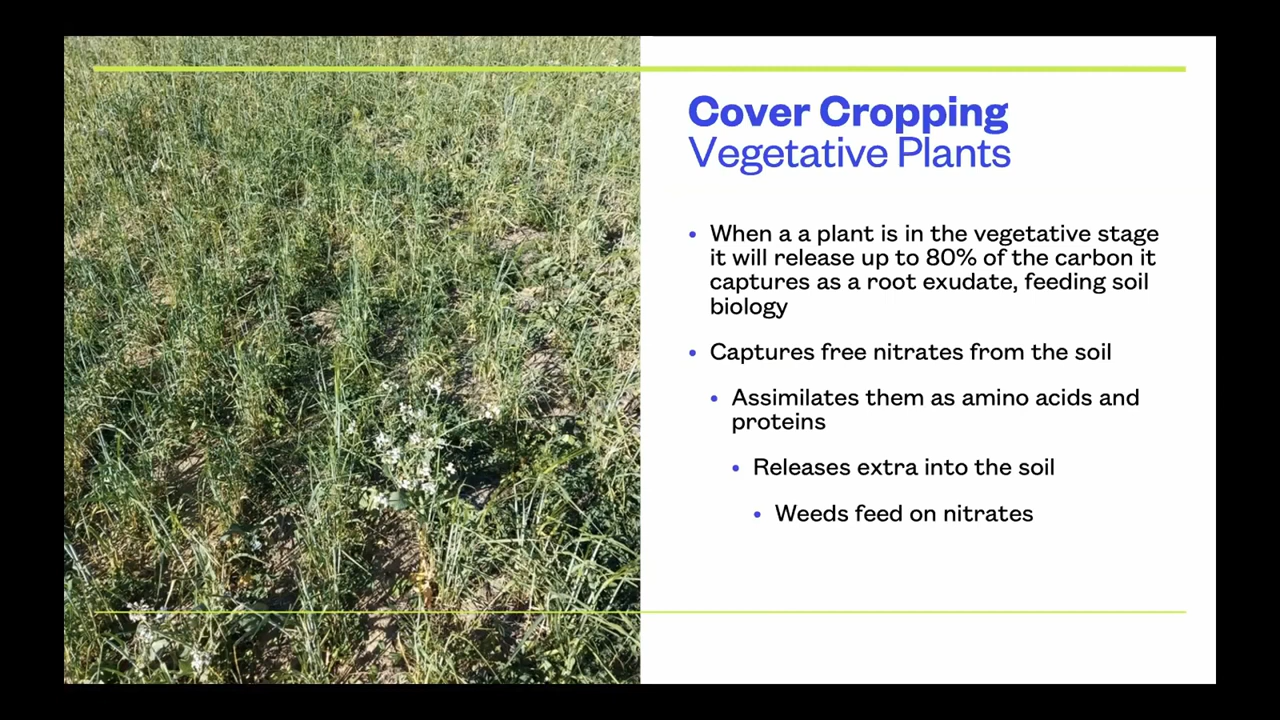 Cover Cropping
Vegetative Plants
• When a a plant is in the vegetative stage
it will release up to 80% of the carbon it
captures as a root exudate, feeding soil
biology
• Captures free nitrates from the soil
• Assimilates them as amino acids and
proteins
• Releases extra into the soil
• Weeds feed on nitrates